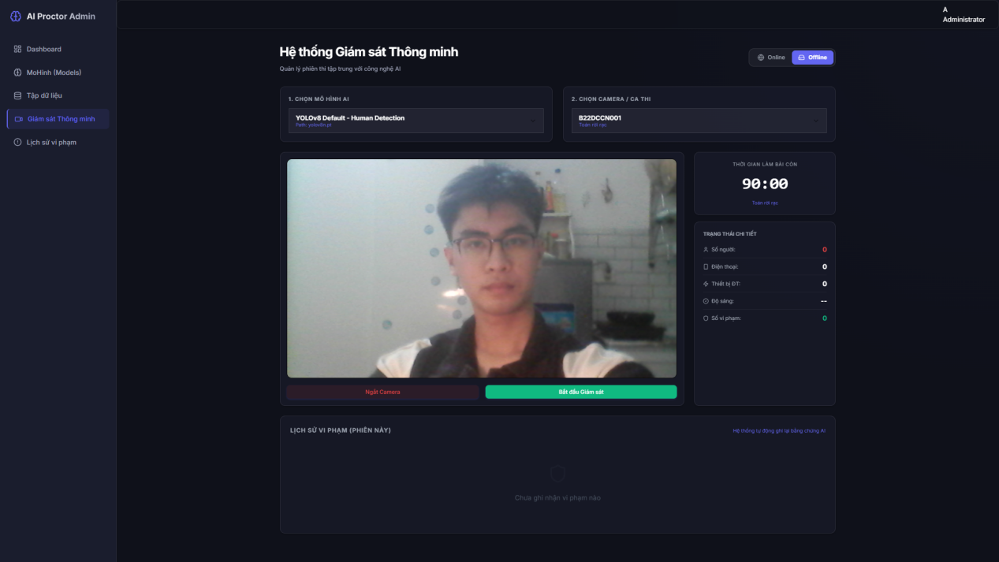 AI Proctor Admin
A
Administrator
Dashboard
MoHình (Models)
Tập dữ liệu
Giám sát Thông minh
Lịch sử vi phạm
Hệ thống Giám sát Thông minh
Quản lý phiên thi tập trung với công nghệ AI
Online
Offline
1. CHỌN MÔ HÌNH AI
YOLOv8 Default - Human Detection
Path: yolov8n.pt
2. CHỌN CAMERA / CA THI
B22DCCN001
Toán rời rạc
Ngắt Camera
Bắt đầu Giám sát
THỜI GIAN LÀM BÀI CÒN
90:00
Toán rời rạc
TRẠNG THÁI CHI TIẾT
Số người: 0
Điện thoại: 0
Thiết bị ĐT: 0
Độ sáng: --
Số vi phạm: 0
LỊCH SỬ VI PHẠM (PHIÊN NÀY)
Hệ thống tự động ghi lại bằng chứng AI
Chưa ghi nhận vi phạm nào